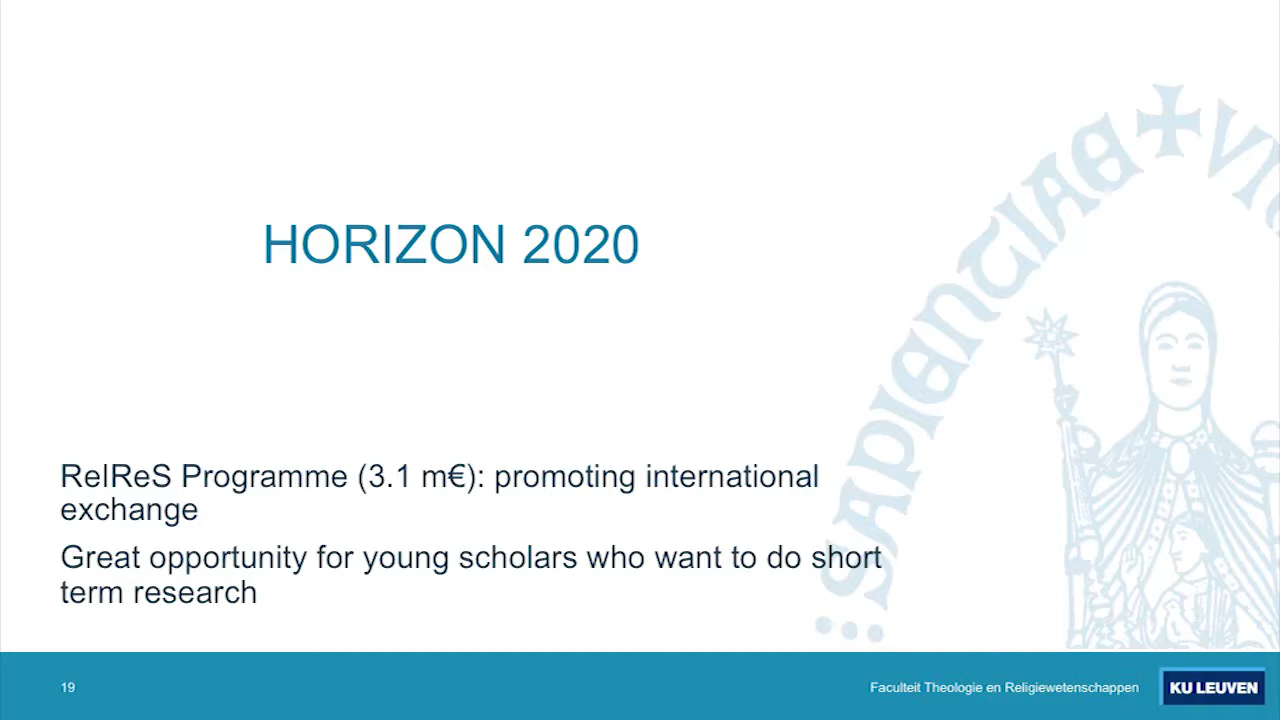 SAPIENTIAE
HORIZON 2020
RelReS Programme (3.1 m€): promoting international
exchange
Great opportunity for young scholars who want to do short
term research
19
Faculteit Theologie en Religiewetenschappen
KU LEUVEN